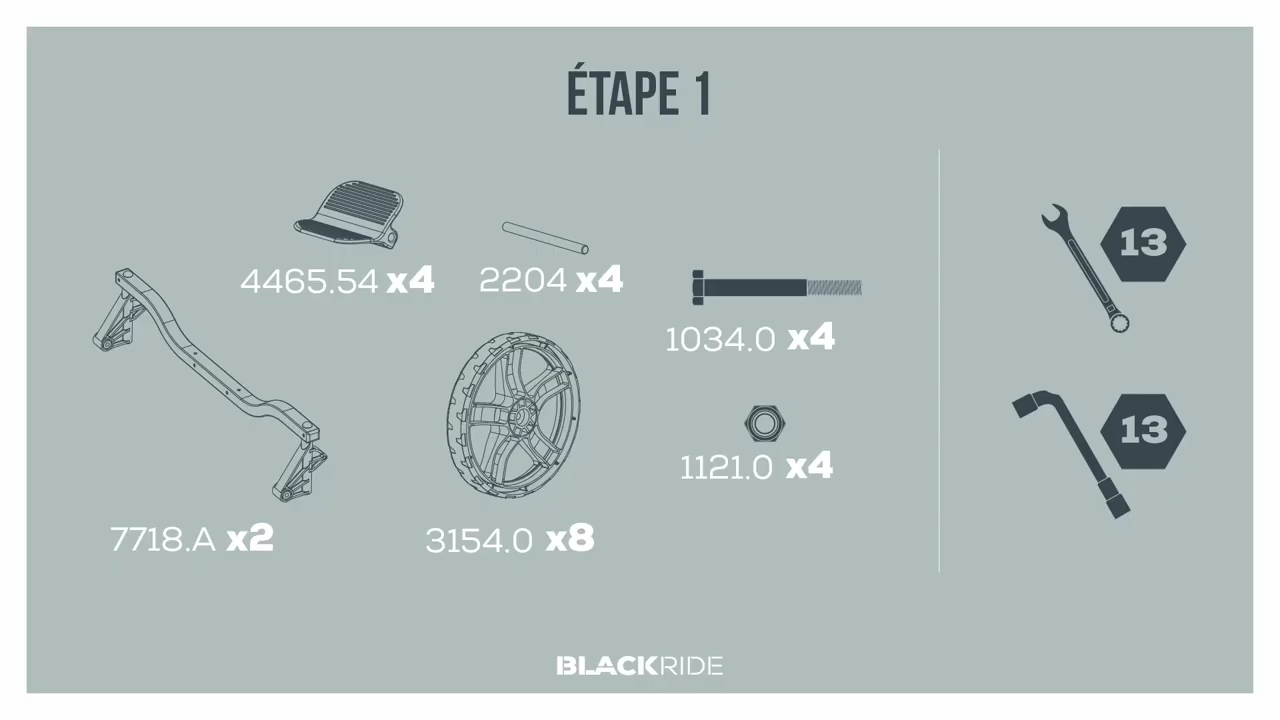 ÉTAPE 1
4465.54 x4
2204 x4
1034.0 x4
1121.0 x4
7718.A x2
3154.0 x8
13
13
BLACKRIDE